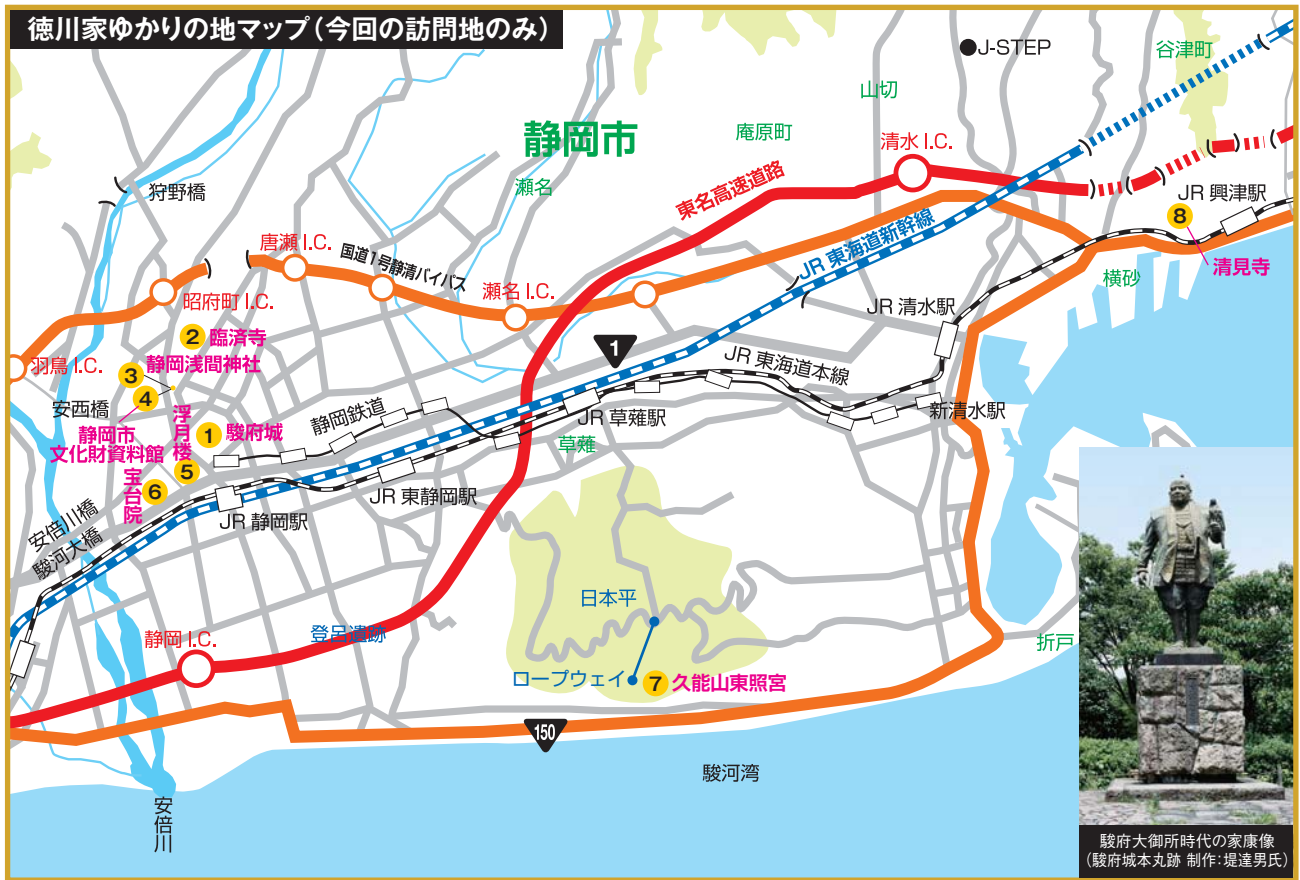 徳川家ゆかりの地マップ(今回の訪問地のみ)
J-STEP
谷津町
山切
静岡市
庵原町
清水 I.C.
瀬名
東名高速道路
狩野橋
JR 興津駅
8
清見寺
唐瀬 I.C.
国道1号静清バイパス
JR 東海道新幹線
横砂
昭府町 I.C.
瀬名 I.C.
JR 清水駅
2 臨済寺
羽鳥 I.C.
3 静岡浅間神社
1
JR 東海道本線
安西橋
4
静岡市
文化財資料館
浮月楼
1 駿府城
静岡鉄道
JR 草薙駅
新清水駅
草薙
5
宝台院
6
JR 東静岡駅
JR 静岡駅
安倍川橋
駿河大橋
日本平
静岡 I.C.
登呂遺跡
折戸
ロープウェイ
7 久能山東照宮
150
駿河湾
安倍川
駿府大御所時代の家康像
(駿府城本丸跡 制作:堤達男氏)